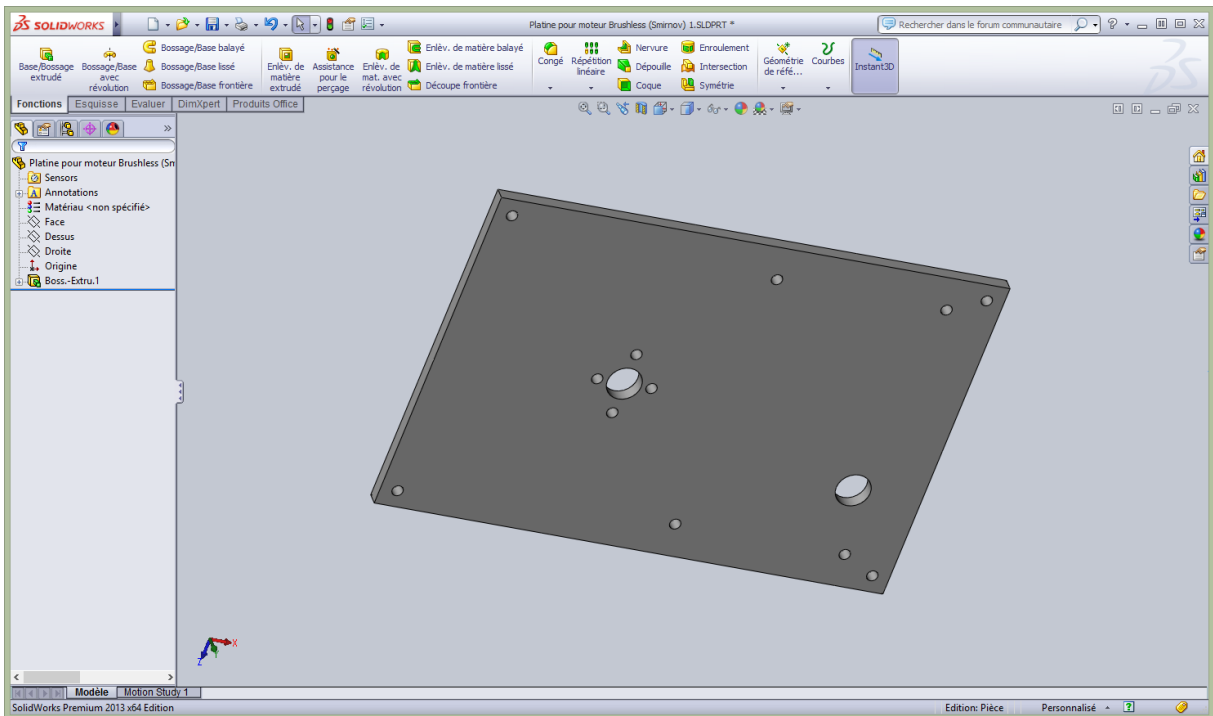 SOLIDWORKS
Platine pour moteur Brushless (Smirnov) 1.SLDPRT *
Rechercher dans le forum communautaire
Base/Bossage extrudé
Bossage/Base avec révolution
Bossage/Base balayé
Bossage/Base lissé
Bossage/Base frontière
Enlèv. de matière extrudé
Assistance pour le perçage
Enlèv. de mat. avec révolution
Enlèv. de matière balayé
Enlèv. de matière lissé
Découpe frontière
Congé
Répétition linéaire
Nervure
Dépouille
Coque
Enroulement
Intersection
Symétrie
Géométrie de réfé...
Courbes
Instant3D
Fonctions Esquisse Evaluer DimXpert Produits Office
Platine pour moteur Brushless (Sm
Sensors
Annotations
Matériau <non spécifié>
Face
Dessus
Droite
Origine
Boss.-Extru.1
X
Z
Modèle Motion Study 1
SolidWorks Premium 2013 x64 Edition
Edition: Pièce
Personnalisé